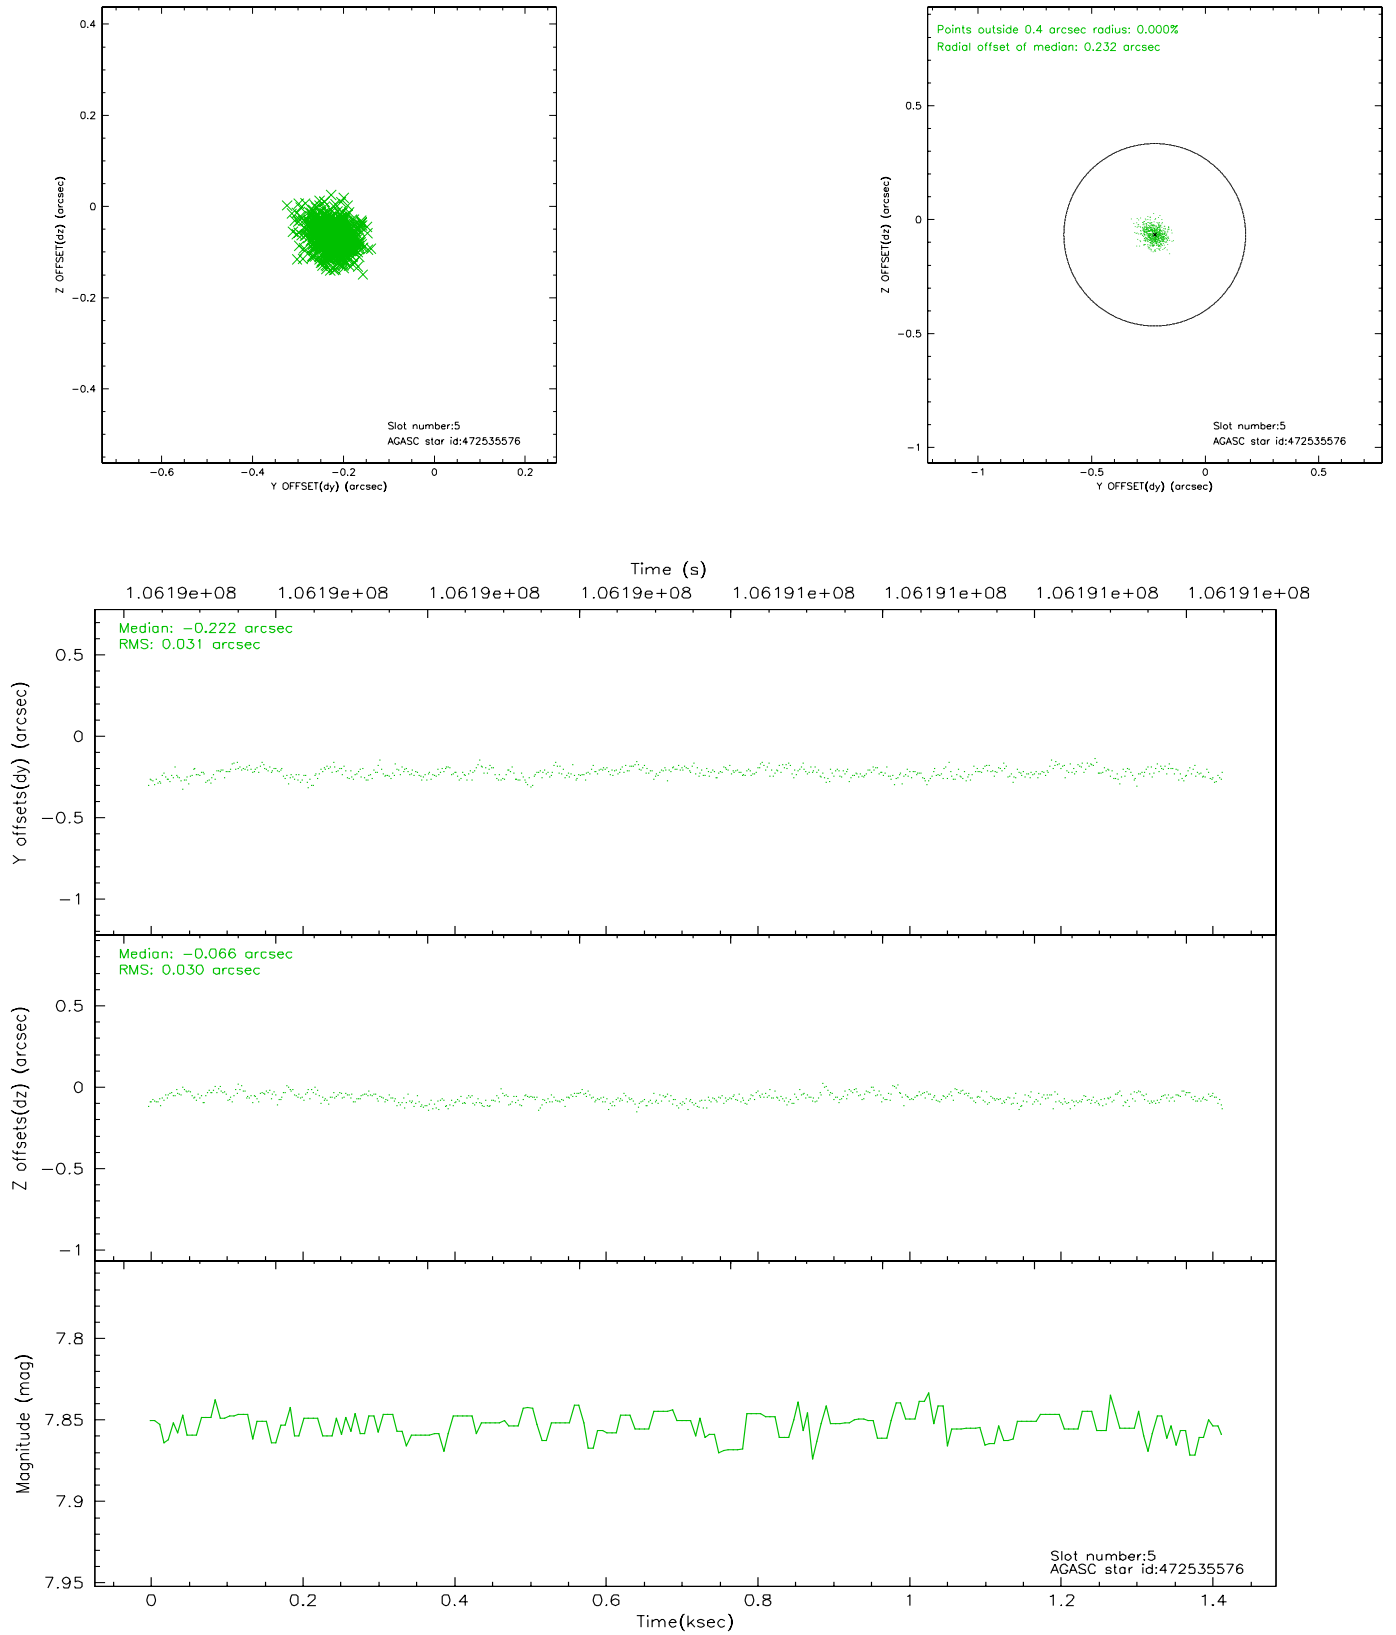 0.4
0.2
0
−0.2
−0.4
Z OFFSET(dz) (arcsec)
Slot number:5
AGASC star id:472535576
−0.6
−0.4
−0.2
0
0.2
Y OFFSET(dy) (arcsec)
Points outside 0.4 arcsec radius: 0.000%
Radial offset of median: 0.232 arcsec
0.5
0
−0.5
−1
Z OFFSET(dz) (arcsec)
Slot number:5
AGASC star id:472535576
−1
−0.5
0
0.5
Y OFFSET(dy) (arcsec)
Time (s)
1.0619e+08
1.0619e+08
1.0619e+08
1.0619e+08
1.06191e+08
1.06191e+08
1.06191e+08
1.06191e+08
Median: −0.222 arcsec
RMS: 0.031 arcsec
0.5
0
−0.5
−1
Y offsets(dy) (arcsec)
Median: −0.066 arcsec
RMS: 0.030 arcsec
0.5
0
−0.5
−1
Z offsets(dz) (arcsec)
7.8
7.85
7.9
7.95
Magnitude (mag)
Slot number:5
AGASC star id:472535576
0
0.2
0.4
0.6
0.8
1
1.2
1.4
Time(ksec)